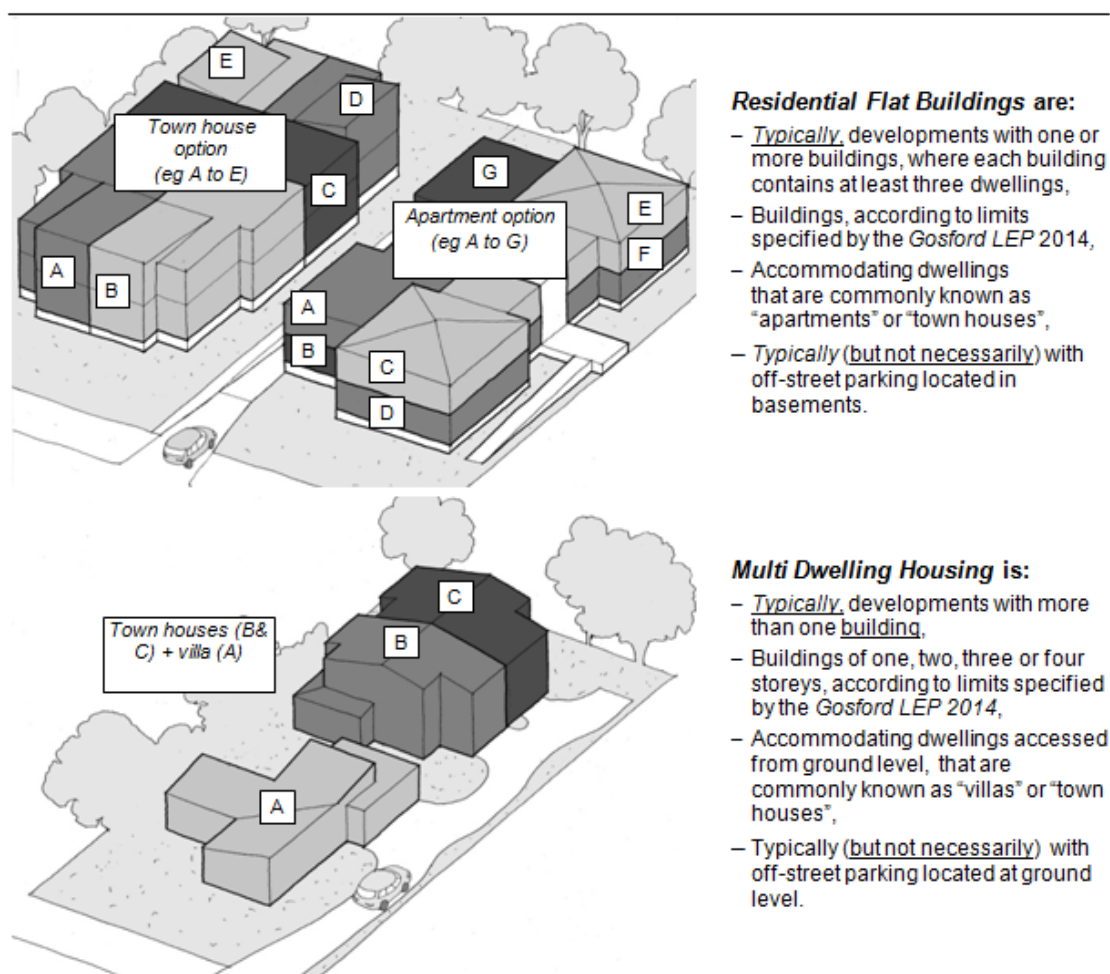 E
D
Town house
option
(eg A to E)
C
G
A
B
Apartment option
(eg A to G)
E
F
A
B
C
D
Residential Flat Buildings are:
– Typically, developments with one or
more buildings, where each building
contains at least three dwellings,
– Buildings, according to limits
specified by the Gosford LEP 2014,
– Accommodating dwellings
that are commonly known as
“apartments” or “town houses”,
– Typically (but not necessarily) with
off-street parking located in
basements.
C
B
Town houses (B&
C) + villa (A)
A
Multi Dwelling Housing is:
– Typically, developments with more
than one building,
– Buildings of one, two, three or four
storeys, according to limits specified
by the Gosford LEP 2014,
– Accommodating dwellings accessed
from ground level, that are
commonly known as “villas” or “town
houses”,
– Typically (but not necessarily) with
off-street parking located at ground
level.